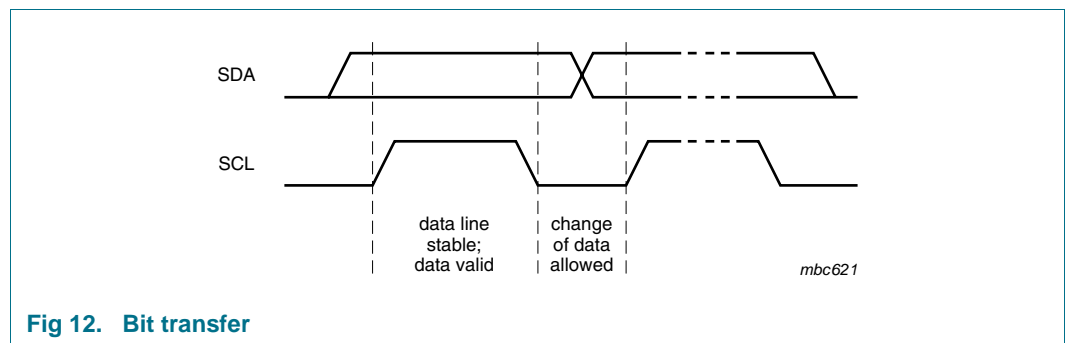 SDA
SCL
data line
stable;
data valid
change
of data
allowed
mbc621
Fig 12. Bit transfer